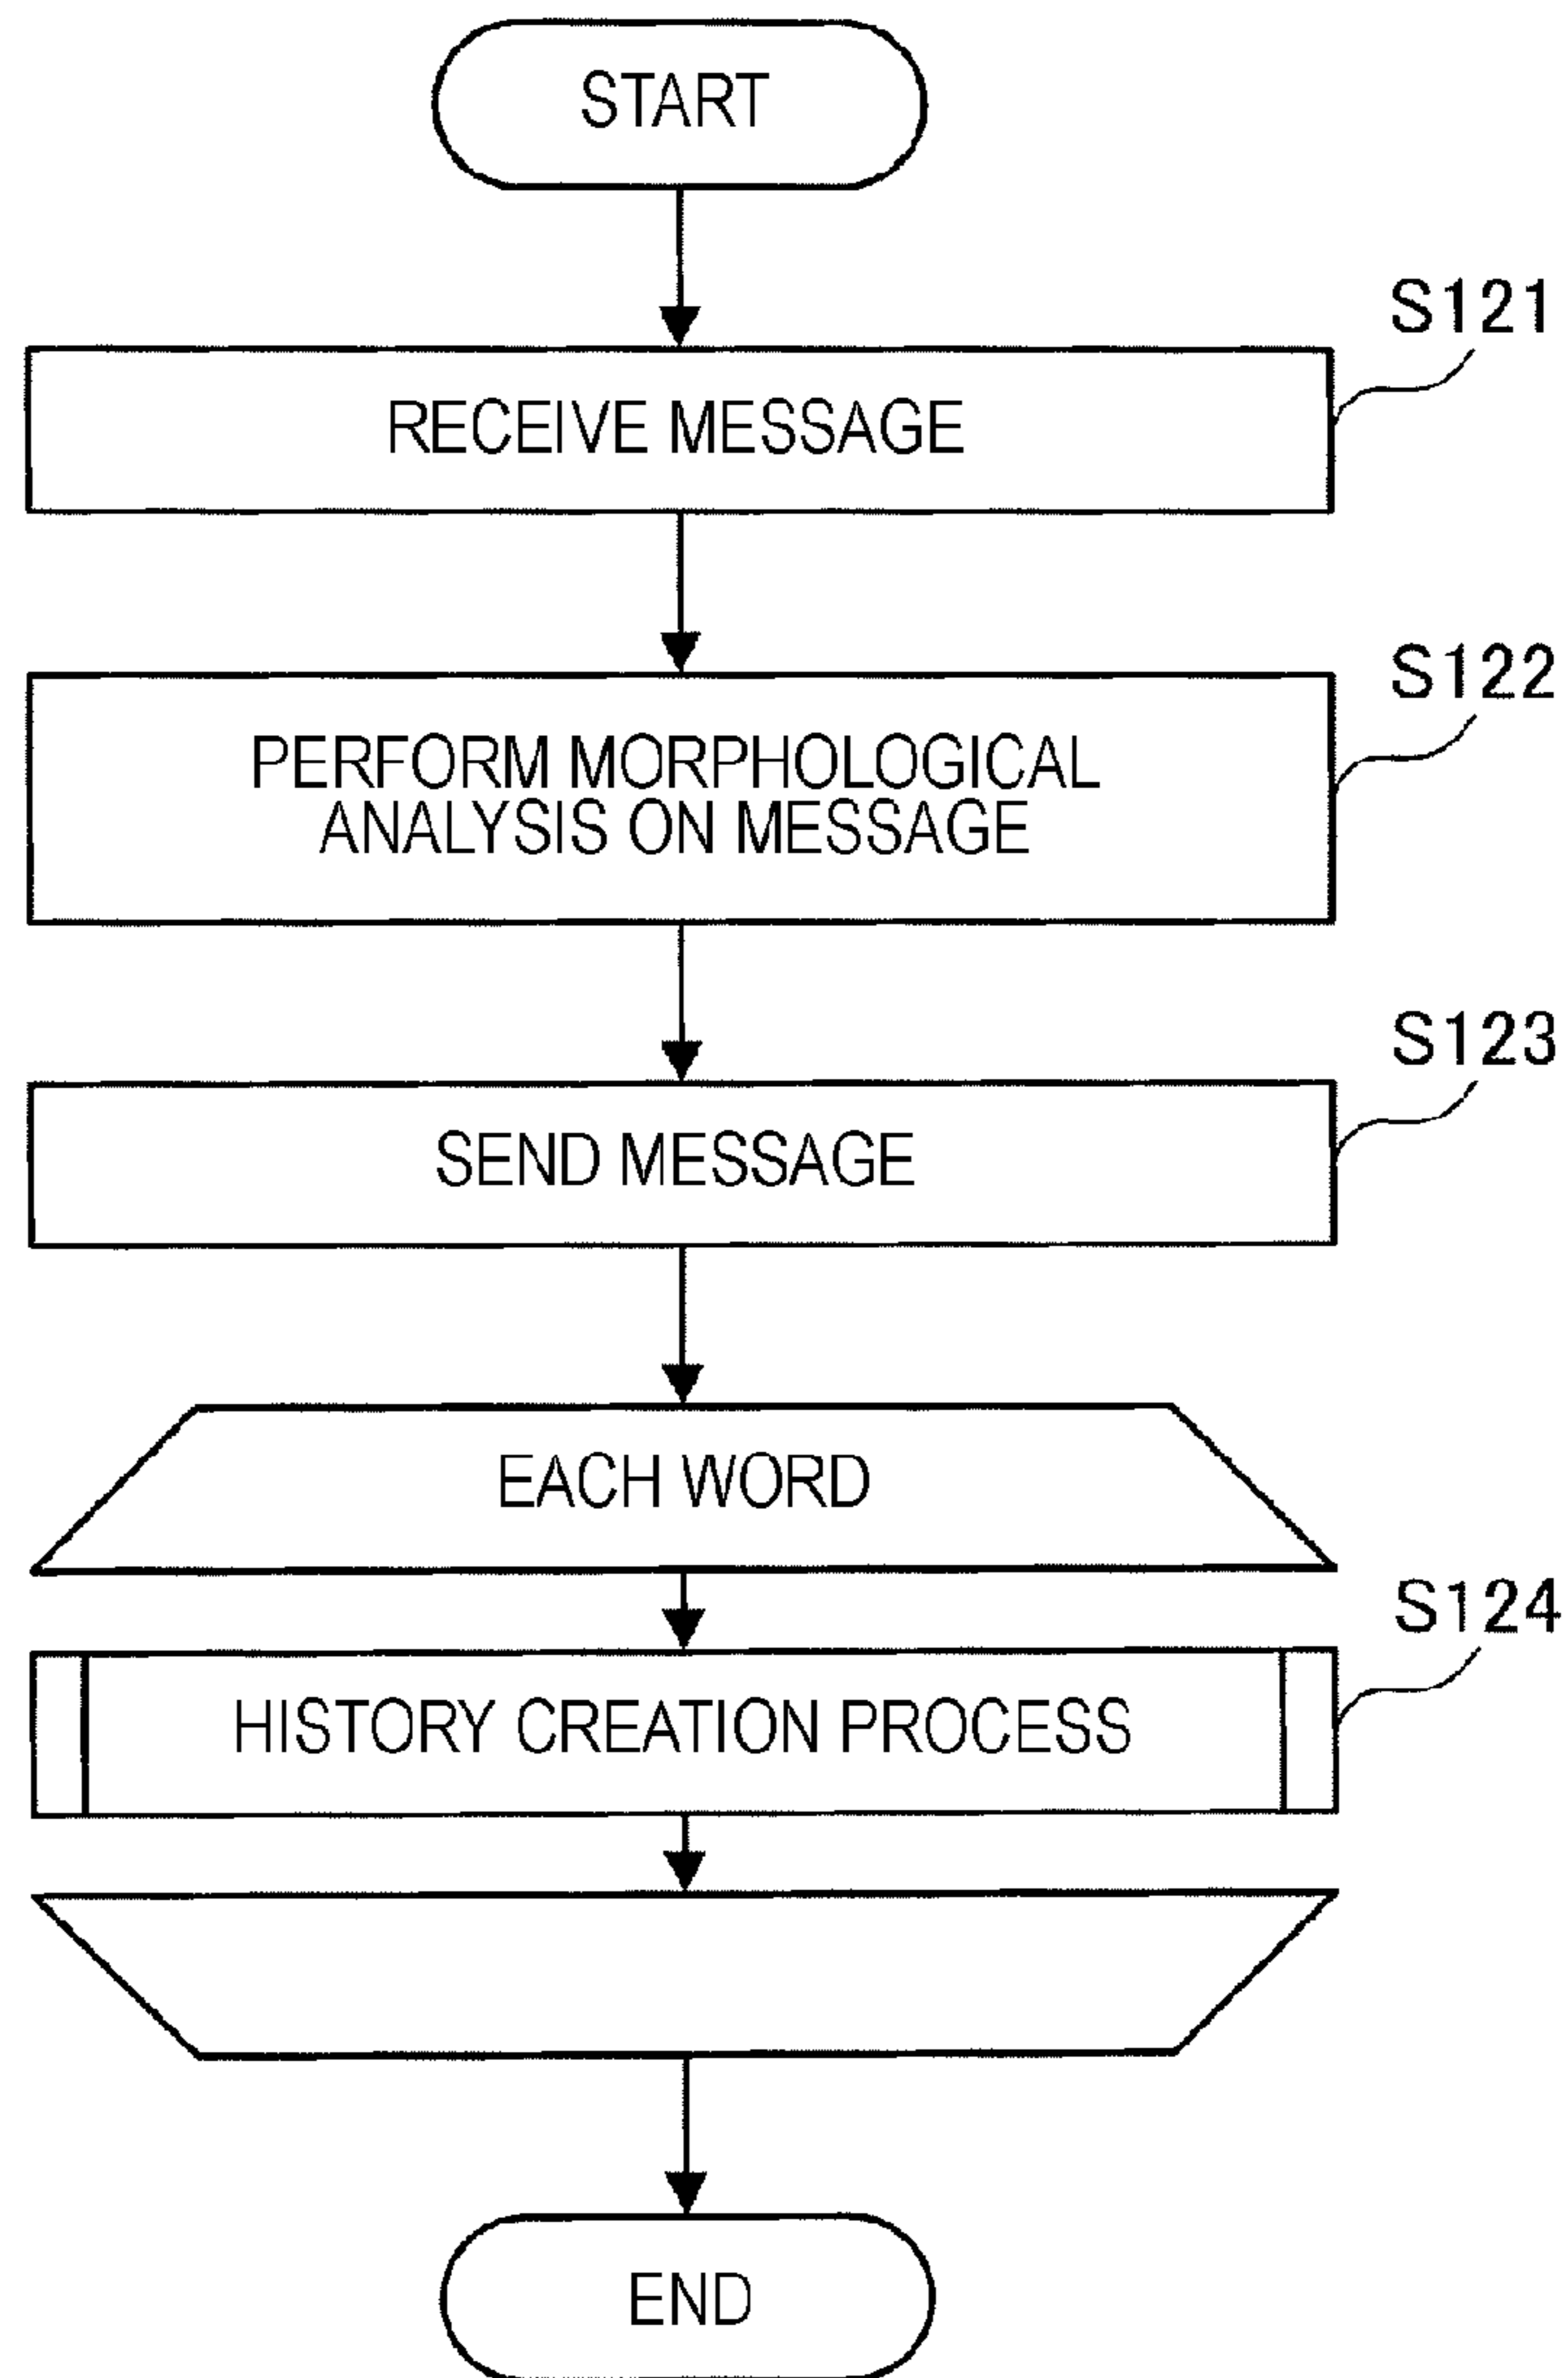 START
S121
RECEIVE MESSAGE
S122
PERFORM MORPHOLOGICAL
ANALYSIS ON MESSAGE
S123
SEND MESSAGE
EACH WORD
S124
HISTORY CREATION PROCESS
END